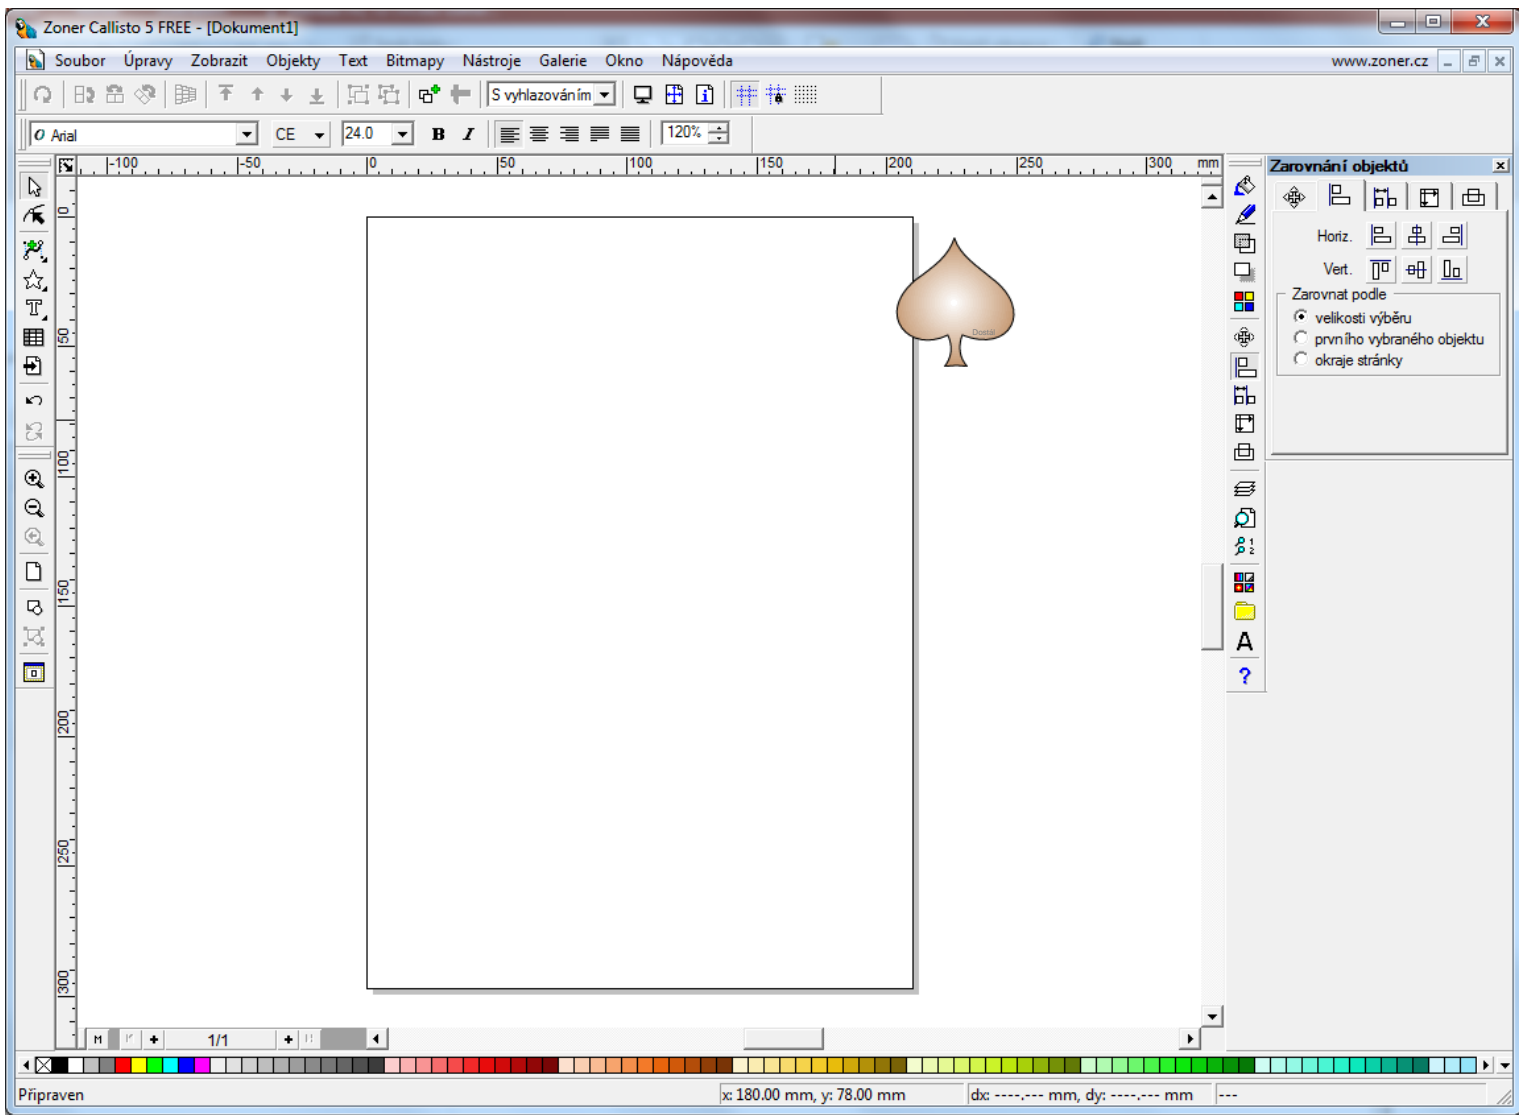 Zoner Callisto 5 FREE - [Dokument1]
Soubor Úpravy Zobrazit Objekty Text Bitmapy Nástroje Galerie Okno Nápověda www.zoner.cz
S vyhlazováním
O Arial CE 24.0 B I 120%
-100 -50 0 50 100 150 200 250 300 mm
Zarovnání objektů
Horiz.
Vert.
Zarovnat podle
velikosti výběru
prvního vybraného objektu
okraje stránky
Dostál
0
50
100
150
200
250
300
1
2
A
?
M 1/1
Připraven x: 180.00 mm, y: 78.00 mm dx: ----.--- mm, dy: ----.--- mm ---